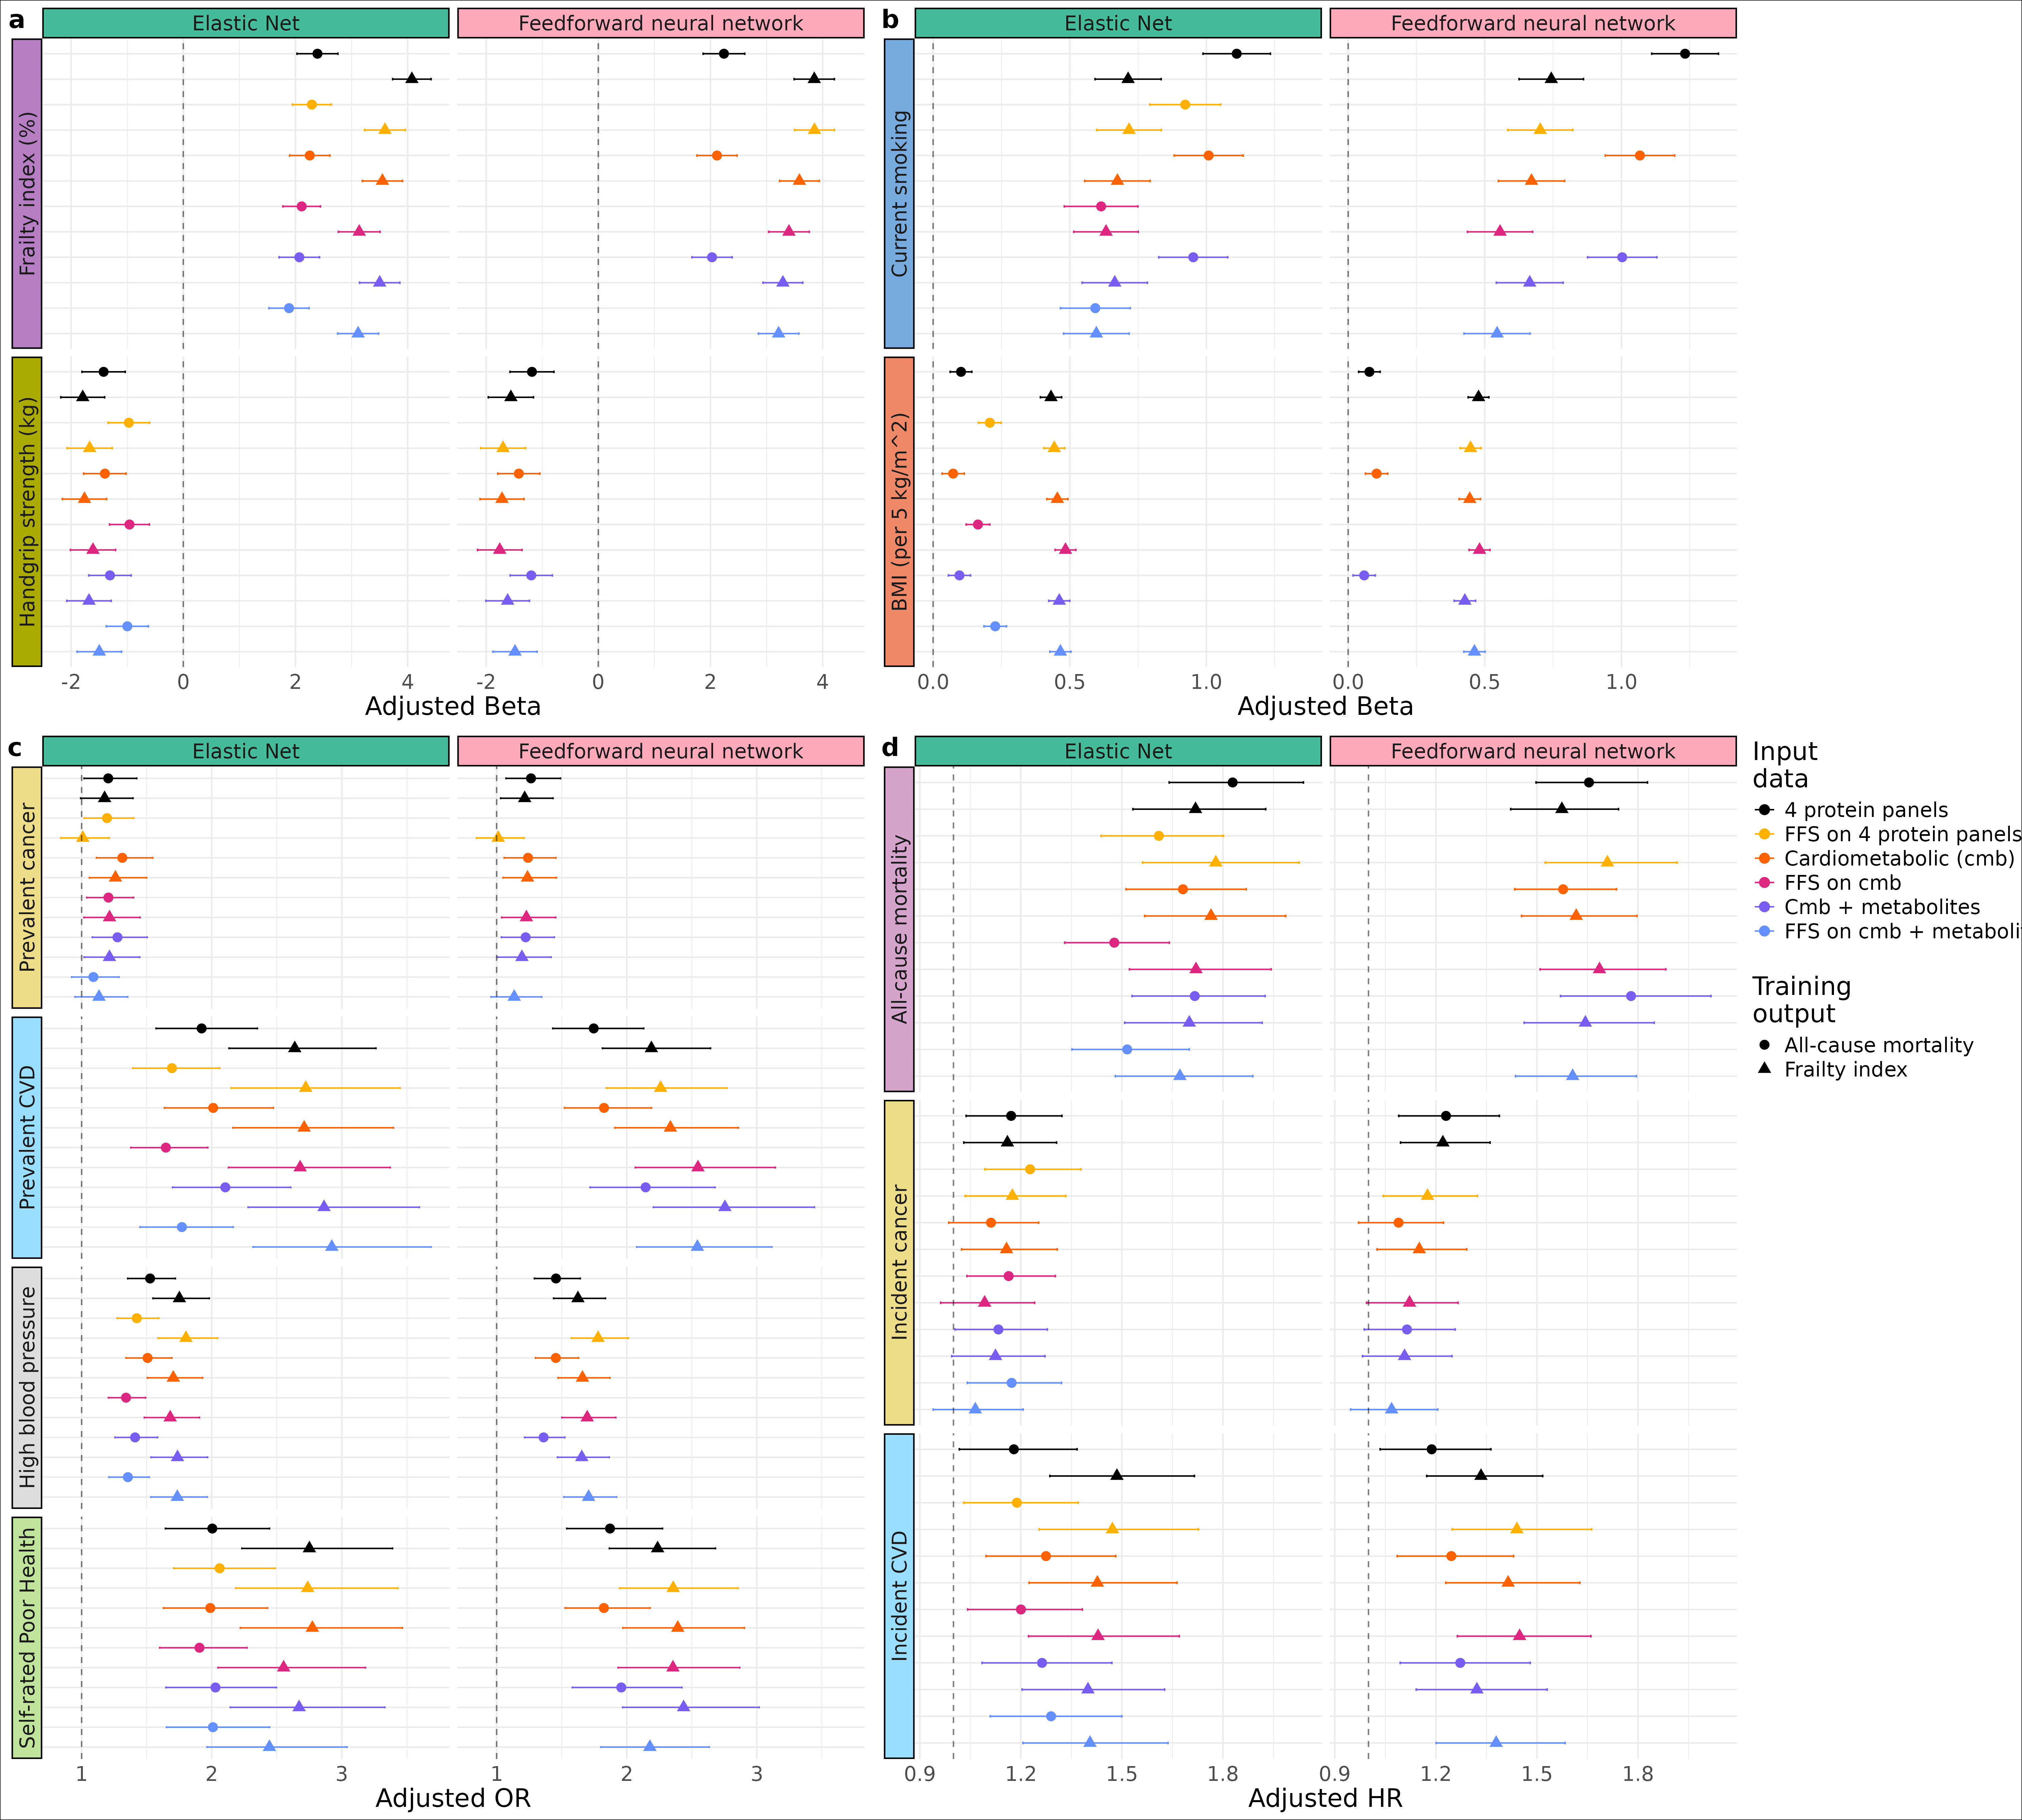 a
Elastic Net
Feedforward neural network
Frailty index (%)
Handgrip strength (kg)
-2 0 2 4
-2 0 2 4
Adjusted Beta
b
Elastic Net
Feedforward neural network
Current smoking
BMI (per 5 kg/m^2)
0.0 0.5 1.0
0.0 0.5 1.0
Adjusted Beta
c
Elastic Net
Feedforward neural network
Prevalent cancer
Prevalent CVD
High blood pressure
Self-rated Poor Health
1 2 3
1 2 3
Adjusted OR
d
Elastic Net
Feedforward neural network
All-cause mortality
Incident cancer
Incident CVD
0.9 1.2 1.5 1.8
0.9 1.2 1.5 1.8
Adjusted HR
Input
data
4 protein panels
FFS on 4 protein panels
Cardiometabolic (cmb)
FFS on cmb
Cmb + metabolites
FFS on cmb + metaboli
Training
output
All-cause mortality
Frailty index